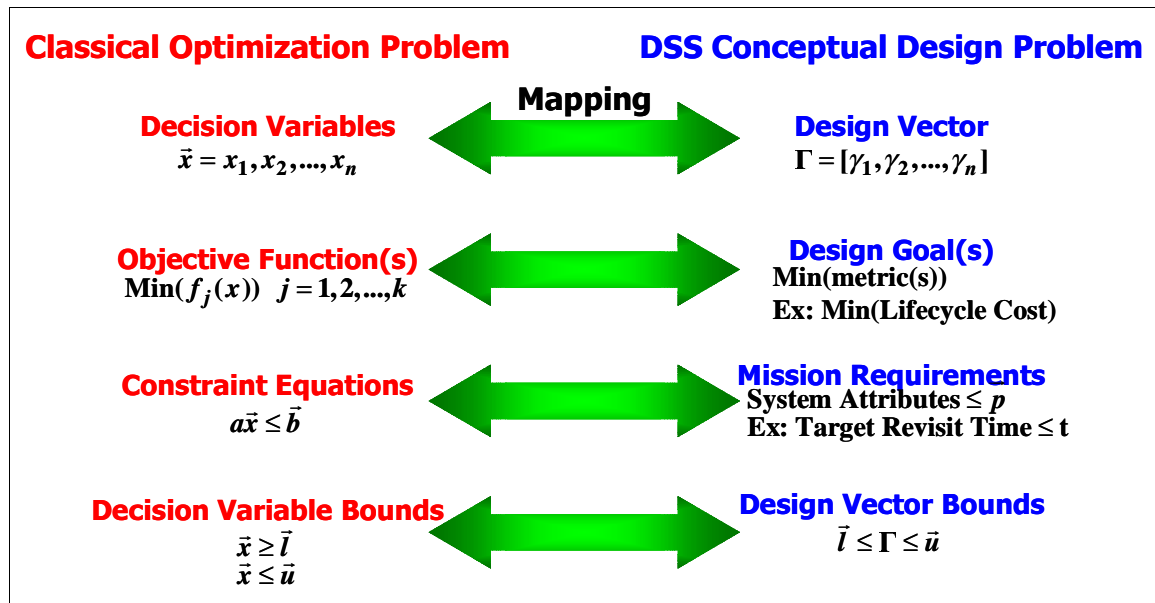 Classical Optimization Problem
DSS Conceptual Design Problem
Mapping
Decision Variables
x⃗ = x₁, x₂, ..., xₙ
Design Vector
Γ = [γ₁, γ₂, ..., γₙ]
Objective Function(s)
Min(fⱼ(x)) j = 1, 2, ..., k
Design Goal(s)
Min(metric(s))
Ex: Min(Lifecycle Cost)
Constraint Equations
ax⃗ ≤ b⃗
Mission Requirements
System Attributes ≤ p⃗
Ex: Target Revisit Time ≤ t
Decision Variable Bounds
x⃗ ≥ l⃗
x⃗ ≤ u⃗
Design Vector Bounds
l⃗ ≤ Γ ≤ u⃗